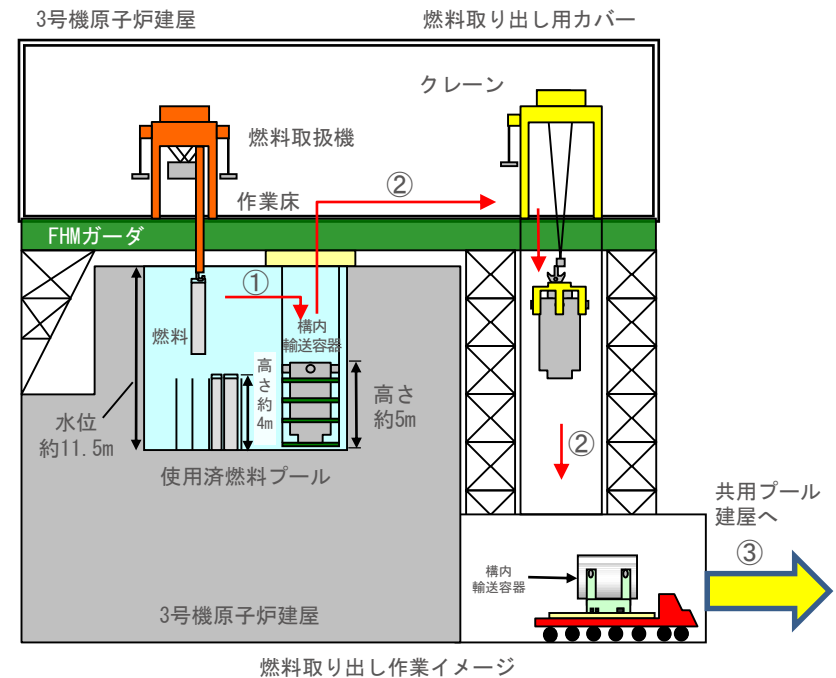 3号機原子炉建屋
燃料取り出し用カバー
クレーン
燃料取扱機
②
作業床
FHMガーダ
①
燃料
構内
輸送容器
高さ
約
4m
高さ
約5m
水位
約11.5m
②
使用済燃料プール
共用プール
建屋へ
③
構内
輸送容器
3号機原子炉建屋
燃料取り出し作業イメージ